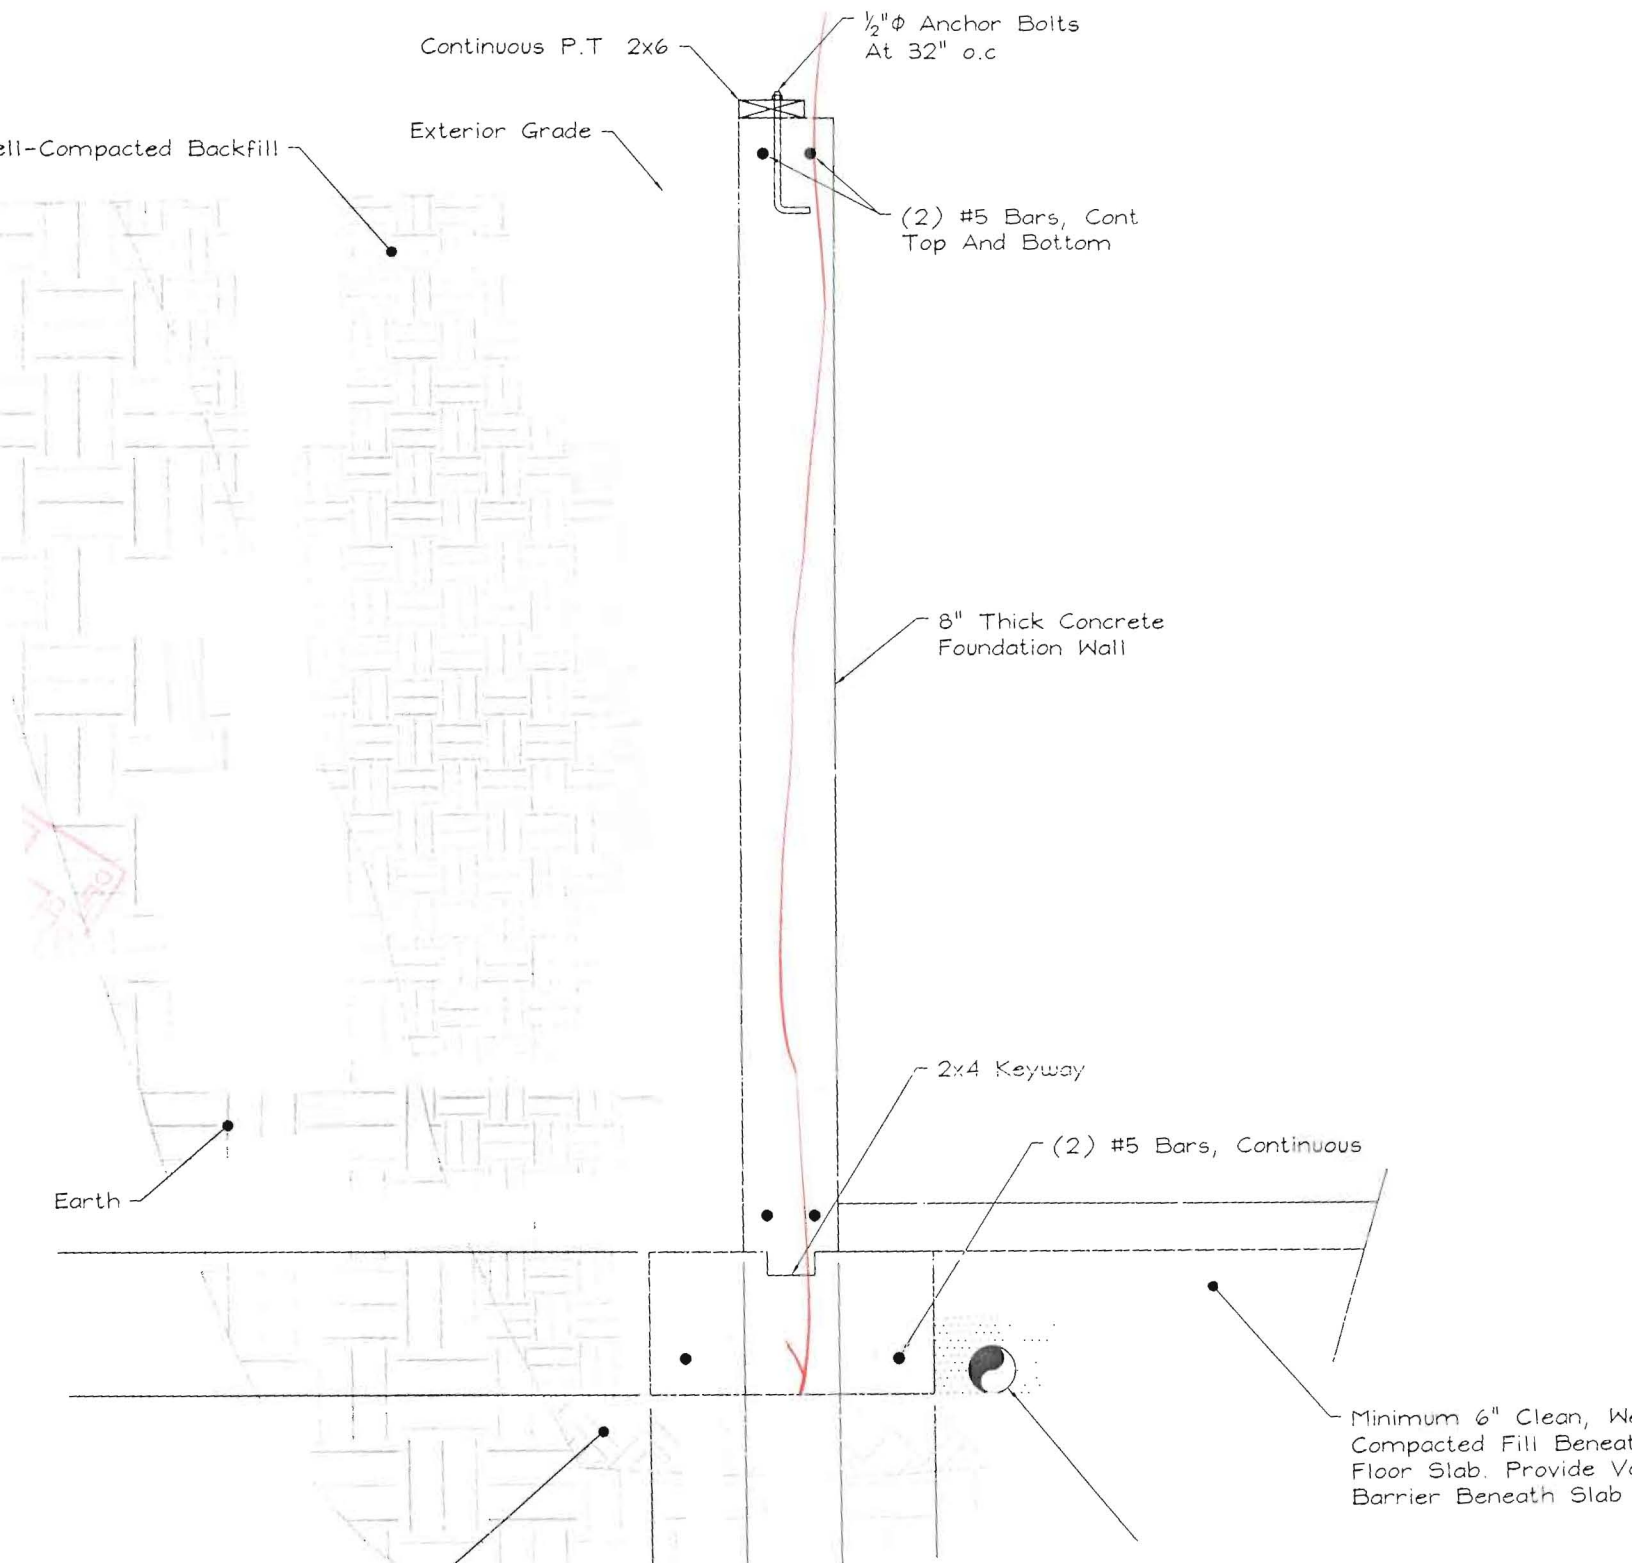 ½"Φ Anchor Bolts
At 32" o.c
Continuous P.T 2x6
Exterior Grade
ell-Compacted Backfill
(2) #5 Bars, Cont
Top And Bottom
8" Thick Concrete
Foundation Wall
2x4 Keyway
(2) #5 Bars, Continuous
Earth
Minimum 6" Clean, We
Compacted Fill Beneat
Floor Slab. Provide Va
Barrier Beneath Slab